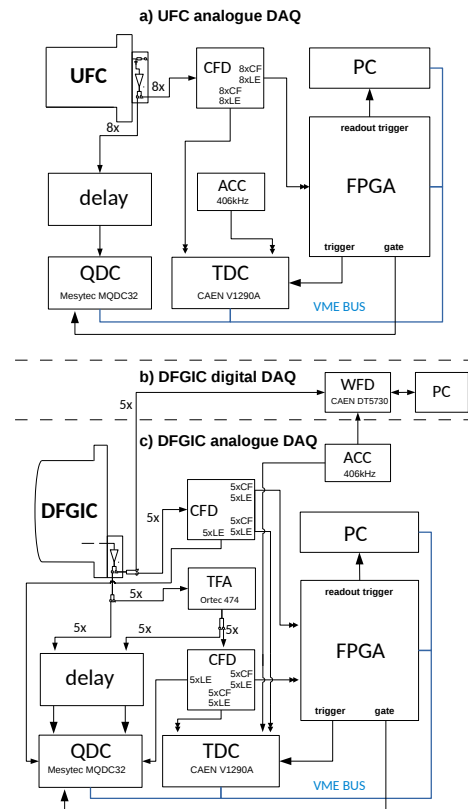 a) UFC analogue DAQ
UFC
8x
8x
CFD
8xCF
8xLE
8xCF
8xLE
PC
readout trigger
FPGA
trigger
gate
delay
ACC
406kHz
QDC
Mesytec MQDC32
TDC
CAEN V1290A
VME BUS
b) DFGIC digital DAQ
5x
WFD
CAEN DT5730
PC
c) DFGIC analogue DAQ
ACC
406kHz
DFGIC
5x
CFD
5xCF
5xLE
5xCF
5xLE
5xLE
PC
readout trigger
FPGA
trigger
gate
5x
TFA
Ortec 474
5x
5x
5x
delay
CFD
5xLE
5xCF
5xLE
5xCF
5xLE
QDC
Mesytec MQDC32
TDC
CAEN V1290A
VME BUS